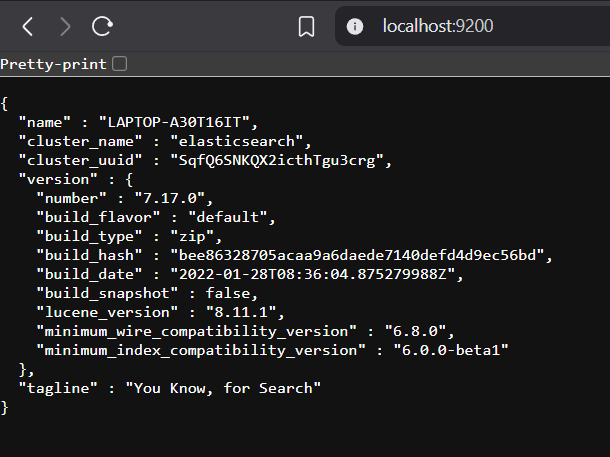 localhost:9200
Pretty-print
{
"name" : "LAPTOP-A30T16IT",
"cluster_name" : "elasticsearch",
"cluster_uuid" : "SqfQ6SNKQX2icthTgu3crg",
"version" : {
"number" : "7.17.0",
"build_flavor" : "default",
"build_type" : "zip",
"build_hash" : "bee86328705acaa9a6daede7140defd4d9ec56bd",
"build_date" : "2022-01-28T08:36:04.875279988Z",
"build_snapshot" : false,
"lucene_version" : "8.11.1",
"minimum_wire_compatibility_version" : "6.8.0",
"minimum_index_compatibility_version" : "6.0.0-beta1"
},
"tagline" : "You Know, for Search"
}